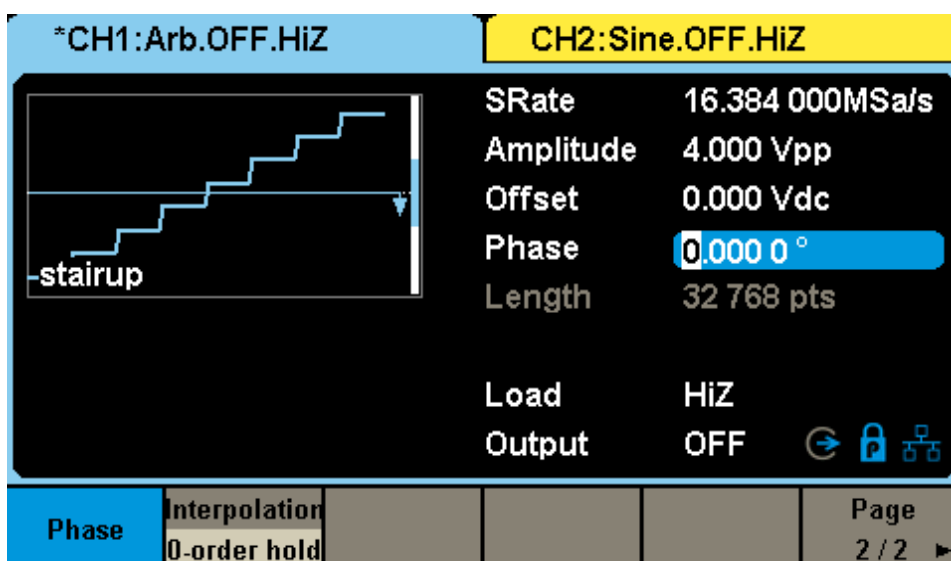 *CH1:Arb.OFF.HiZ
CH2:Sine.OFF.HiZ
SRate 16.384 000MSa/s
Amplitude 4.000 Vpp
Offset 0.000 Vdc
Phase 0.000 0 °
-stairup
Length 32 768 pts
Load HiZ
Output OFF
P
Phase
Interpolation
0-order hold
Page
2 / 2 ►